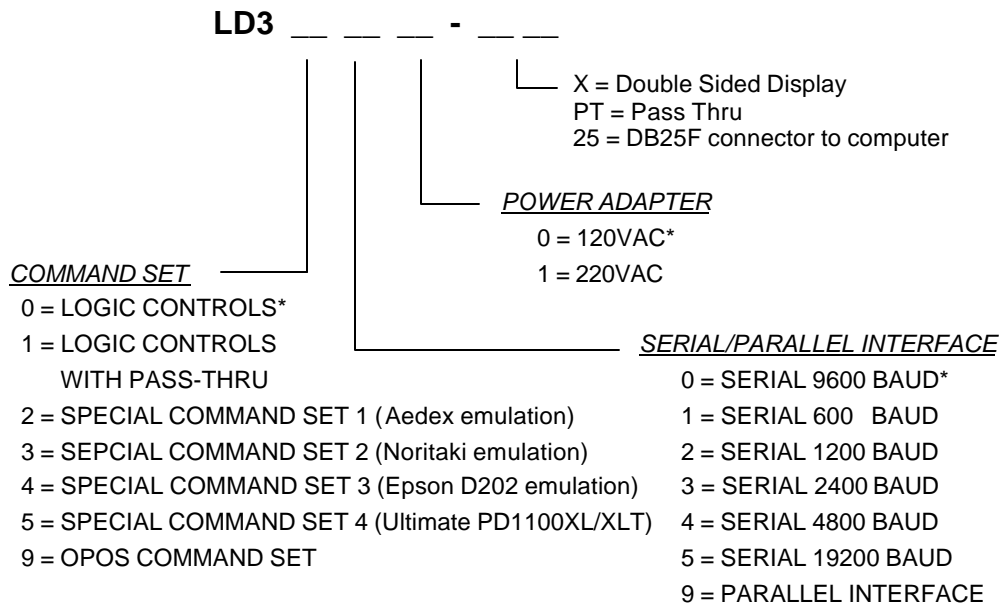 LD3 __ __ __ - __ __
X = Double Sided Display
PT = Pass Thru
25 = DB25F connector to computer
POWER ADAPTER
0 = 120VAC*
1 = 220VAC
COMMAND SET
0 = LOGIC CONTROLS*
1 = LOGIC CONTROLS
WITH PASS-THRU
2 = SPECIAL COMMAND SET 1 (Aedex emulation)
3 = SEPCIAL COMMAND SET 2 (Noritaki emulation)
4 = SPECIAL COMMAND SET 3 (Epson D202 emulation)
5 = SPECIAL COMMAND SET 4 (Ultimate PD1100XL/XLT)
9 = OPOS COMMAND SET
SERIAL/PARALLEL INTERFACE
0 = SERIAL 9600 BAUD*
1 = SERIAL 600 BAUD
2 = SERIAL 1200 BAUD
3 = SERIAL 2400 BAUD
4 = SERIAL 4800 BAUD
5 = SERIAL 19200 BAUD
9 = PARALLEL INTERFACE